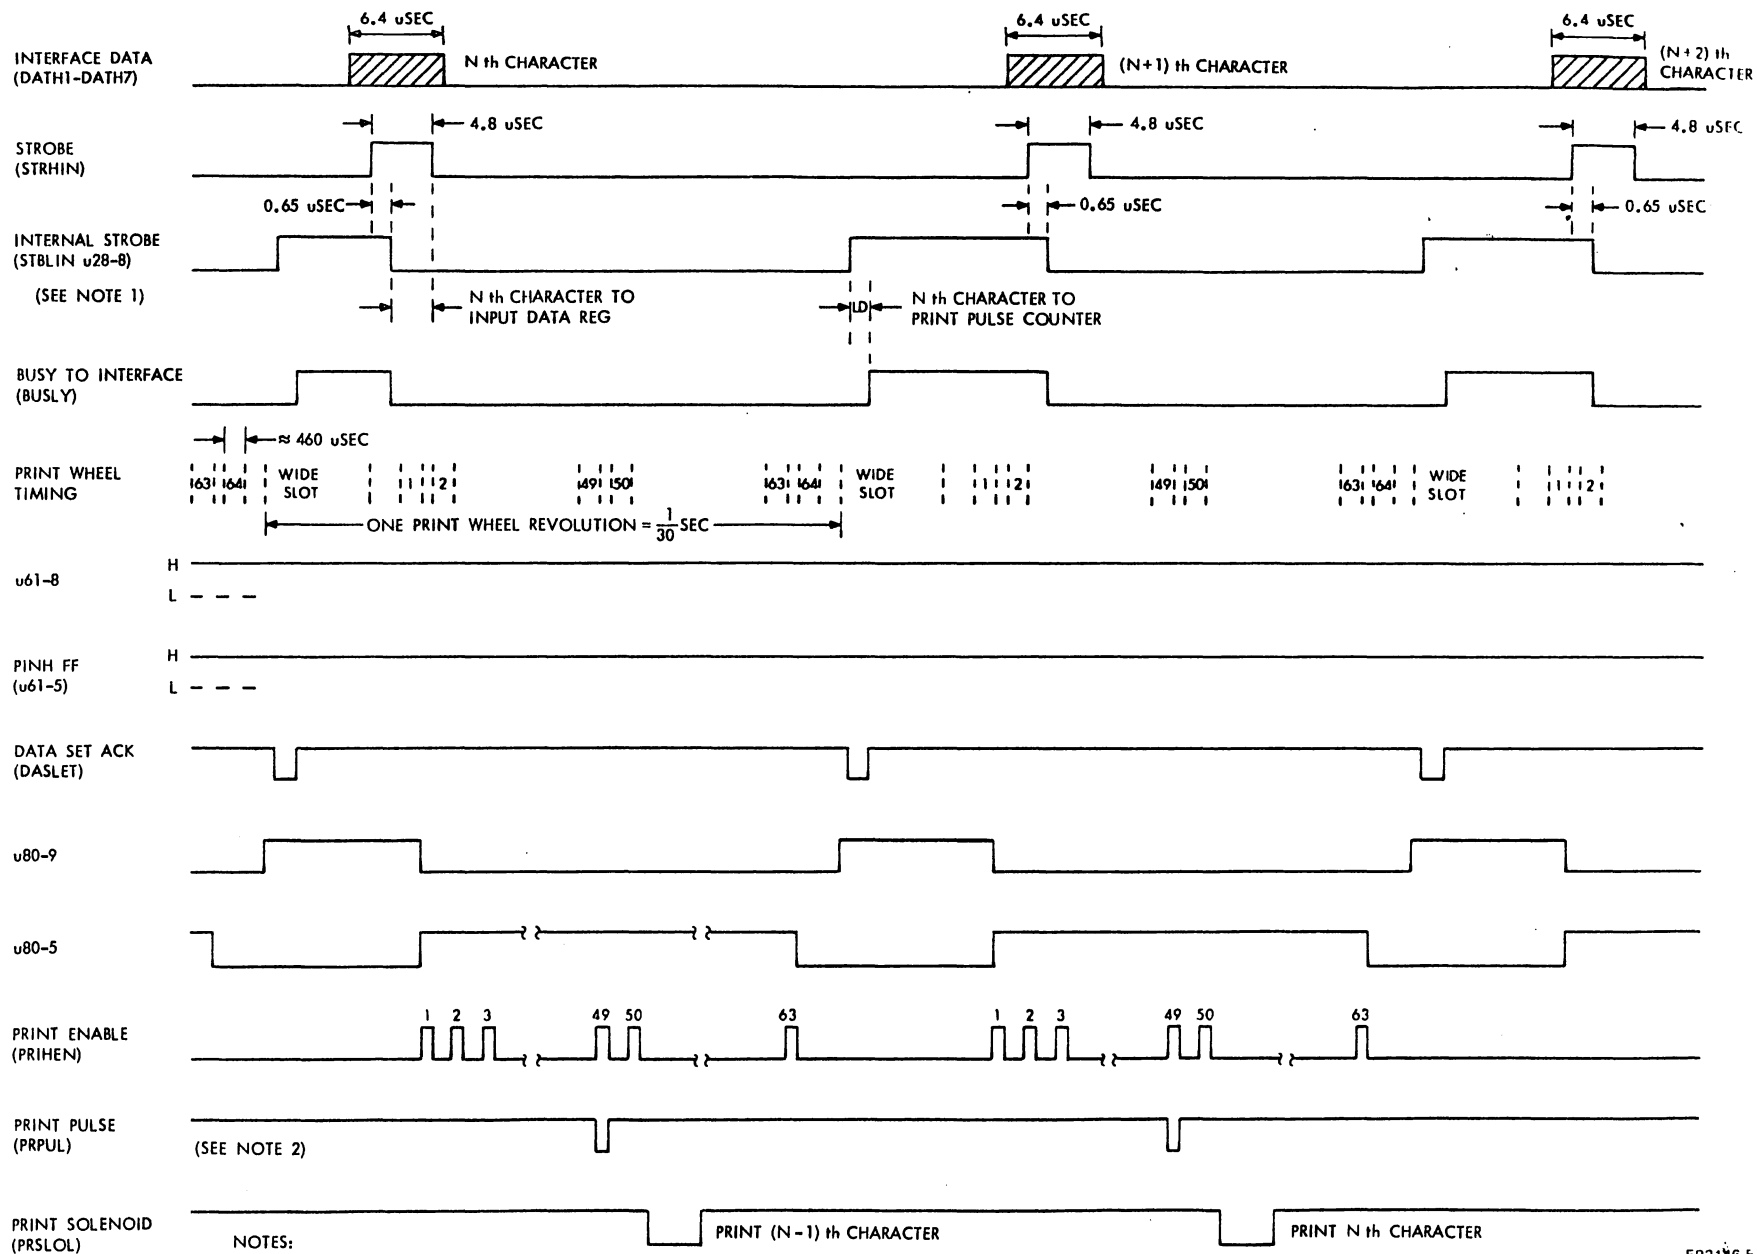 6.4 uSEC
6.4 uSEC
6.4 uSEC
INTERFACE DATA
(DATH1-DATH7)
N th CHARACTER
(N+1) th CHARACTER
(N+2) th
CHARACTER
4.8 uSEC
4.8 uSEC
4.8 uSEC
STROBE
(STRHIN)
0.65 uSEC
0.65 uSEC
0.65 uSEC
INTERNAL STROBE
(STBLIN u28-8)
(SEE NOTE 1)
N th CHARACTER TO
INPUT DATA REG
LD
N th CHARACTER TO
PRINT PULSE COUNTER
BUSY TO INTERFACE
(BUSLY)
≈ 460 uSEC
PRINT WHEEL
TIMING
63 64 WIDE SLOT 1 2 49 50 63 64 WIDE SLOT 1 2 49 50 63 64 WIDE SLOT 1 2
ONE PRINT WHEEL REVOLUTION = 1/30 SEC
u61-8
H
L
PINH FF
(u61-5)
H
L
DATA SET ACK
(DASLET)
u80-9
u80-5
PRINT ENABLE
(PRIHEN)
1 2 3 49 50 63 1 2 3 49 50 63
PRINT PULSE
(PRPUL)
(SEE NOTE 2)
PRINT SOLENOID
(PRSLOL)
PRINT (N-1) th CHARACTER
PRINT N th CHARACTER
NOTES: